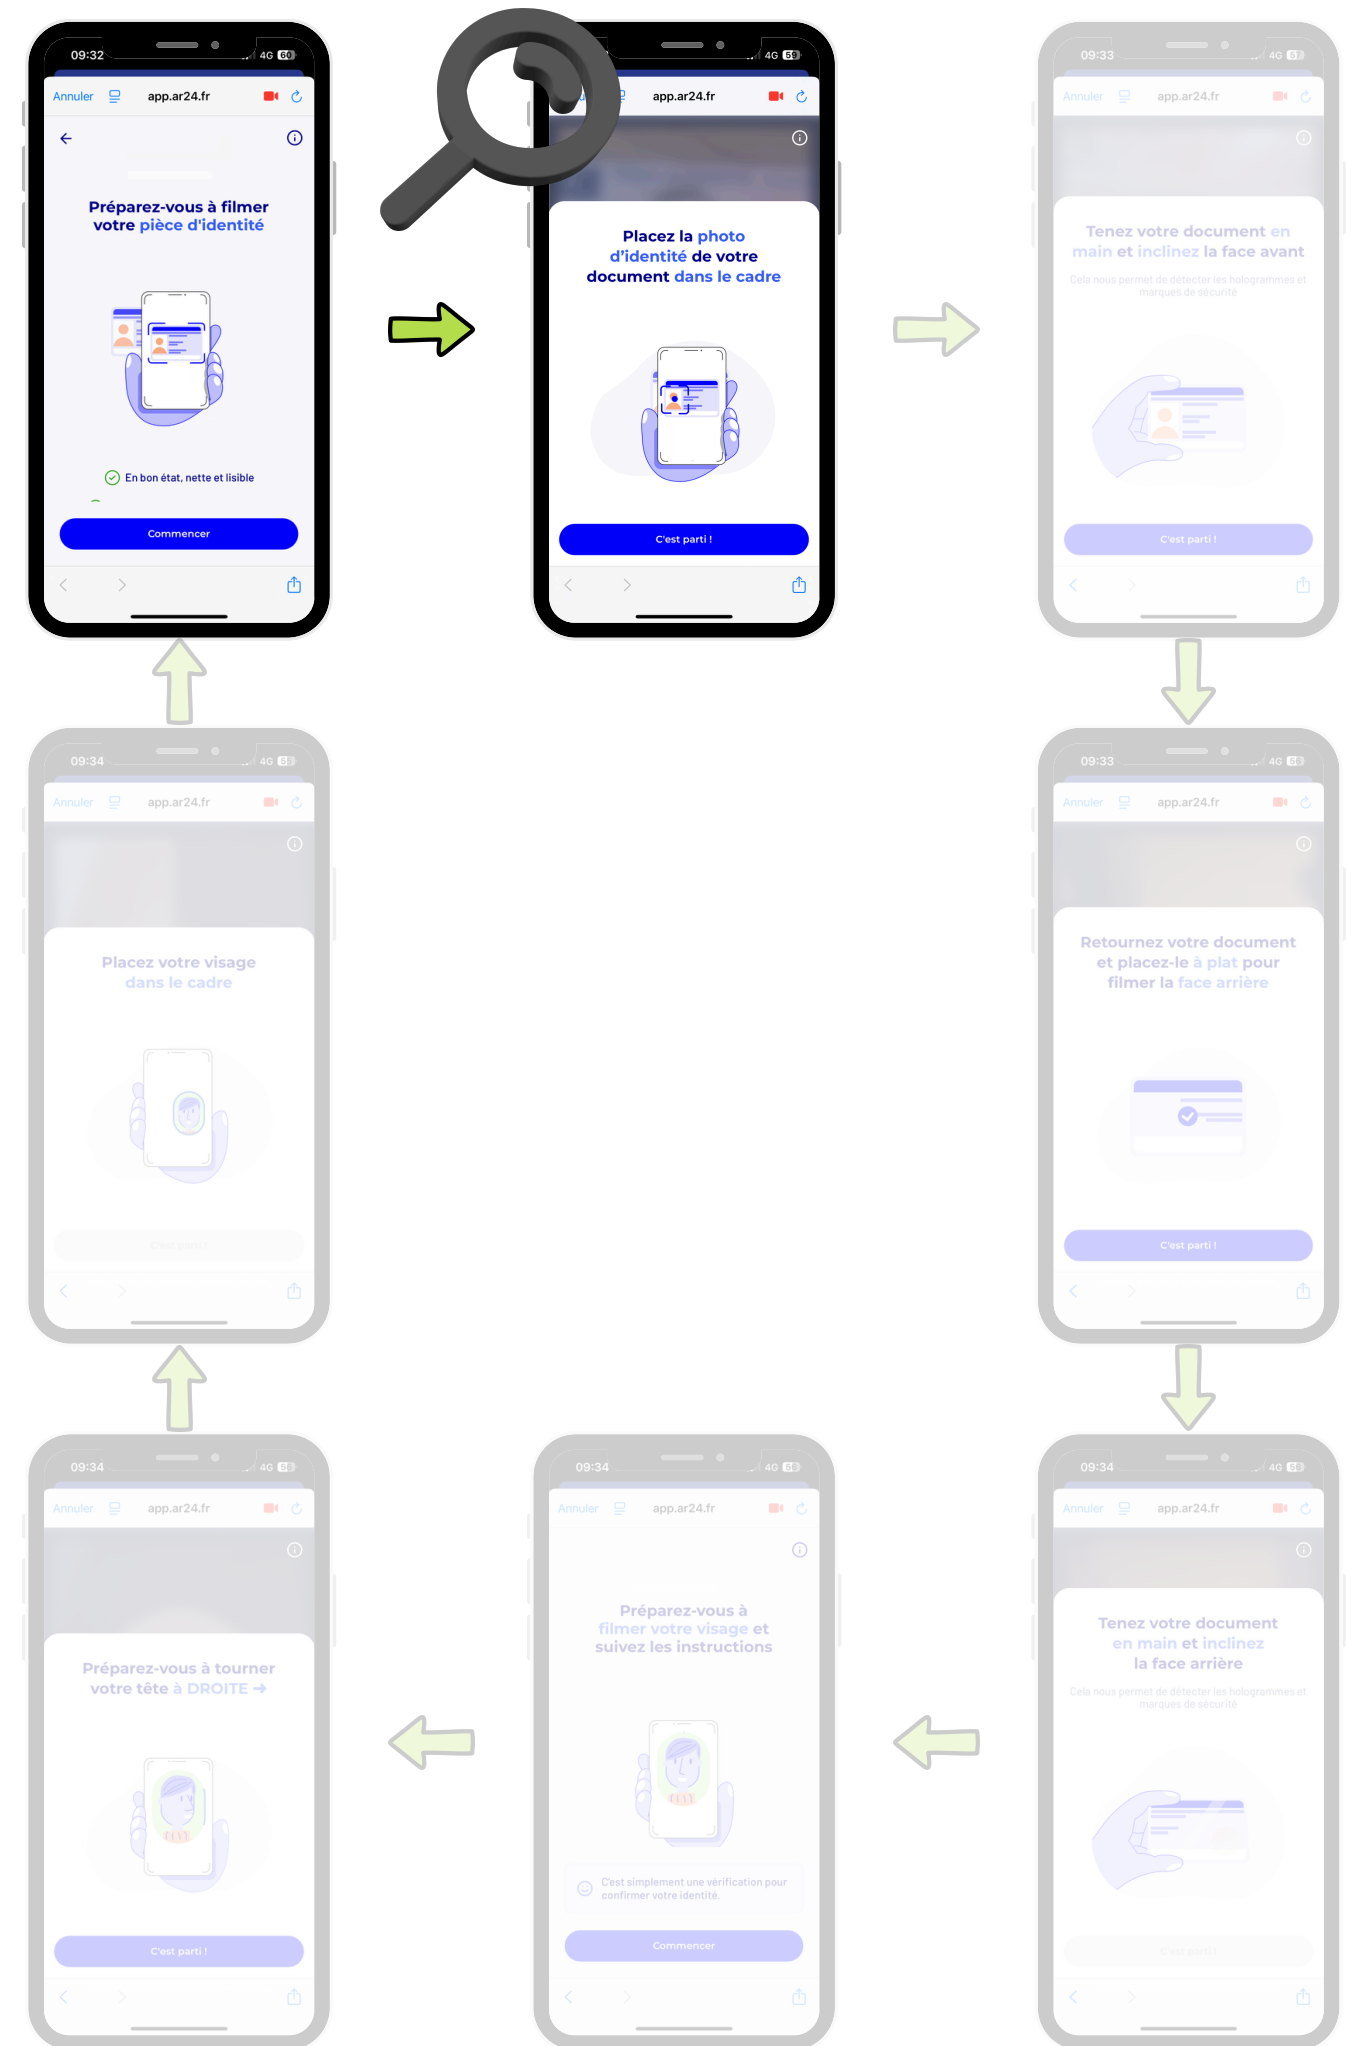 09:32
4G 60
Annuler
app.ar24.fr
Préparez-vous à filmer
votre pièce d'identité
En bon état, nette et lisible
Commencer
4G 59
app.ar24.fr
Placez la photo
d'identité de votre
document dans le cadre
C'est parti !
09:33
4G 57
Annuler
app.ar24.fr
Tenez votre document en
main et inclinez la face avant
Cela nous permet de détecter les hologrammes et
marques de sécurité
C'est parti !
09:34
4G
Annuler
app.ar24.fr
Placez votre visage
dans le cadre
C'est parti !
09:33
4G 56
Annuler
app.ar24.fr
Retournez votre document
et placez-le à plat pour
filmer la face arrière
C'est parti !
09:34
4G
Annuler
app.ar24.fr
Préparez-vous à tourner
votre tête à DROITE ➜
C'est parti !
09:34
4G
Annuler
app.ar24.fr
Préparez-vous à
filmer votre visage et
suivez les instructions
C'est simplement une vérification pour
confirmer votre identité.
Commencer
09:34
4G
Annuler
app.ar24.fr
Tenez votre document
en main et inclinez
la face arrière
Cela nous permet de détecter les hologrammes et
marques de sécurité
C'est parti !